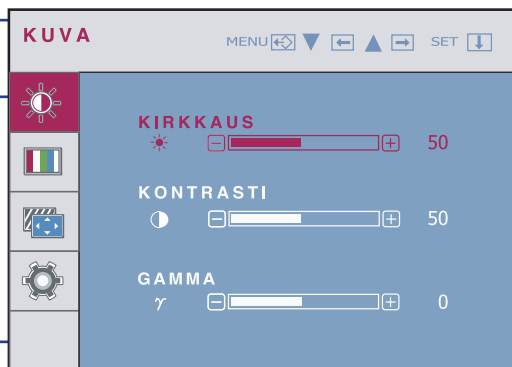 KUVA
MENU SET
KIRKKAUS
50
KONTRASTI
50
GAMMA
γ 0